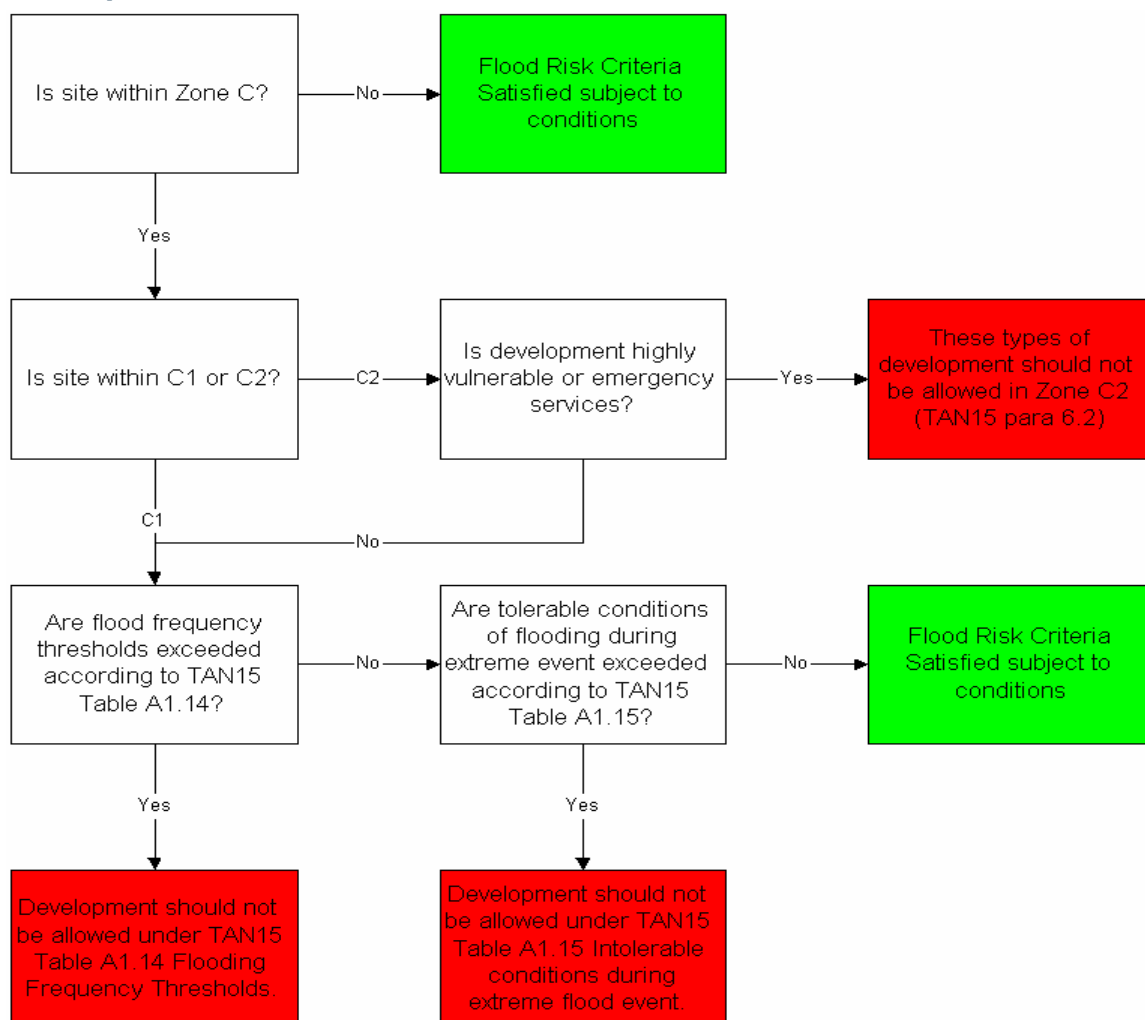 Is site within Zone C?
No
Flood Risk Criteria
Satisfied subject to
conditions
Yes
Is site within C1 or C2?
C2
Is development highly
vulnerable or emergency
services?
Yes
These types of
development should not
be allowed in Zone C2
(TAN15 para 6.2)
C1
No
Are flood frequency
thresholds exceeded
according to TAN15
Table A1.14?
No
Are tolerable conditions
of flooding during
extreme event exceeded
according to TAN15
Table A1.15?
No
Flood Risk Criteria
Satisfied subject to
conditions
Yes
Yes
Development should not
be allowed under TAN15
Table A1.14 Flooding
Frequency Thresholds.
Development should not
be allowed under TAN15
Table A1.15 Intolerable
conditions during
extreme flood event.